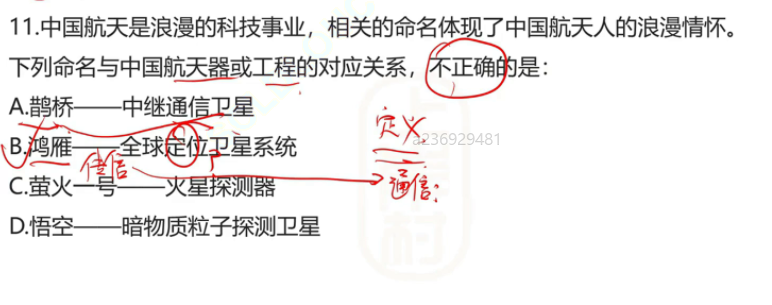 11.中国航天是浪漫的科技事业，相关的命名体现了中国航天人的浪漫情怀。
下列命名与中国航天器或工程的对应关系，不正确的是：
A.鹊桥——中继通信卫星
定义
a236929481
B.鸿雁——全球定位卫星系统
信信
通信：
C.萤火一号——火星探测器
D.悟空——暗物质粒子探测卫星
村